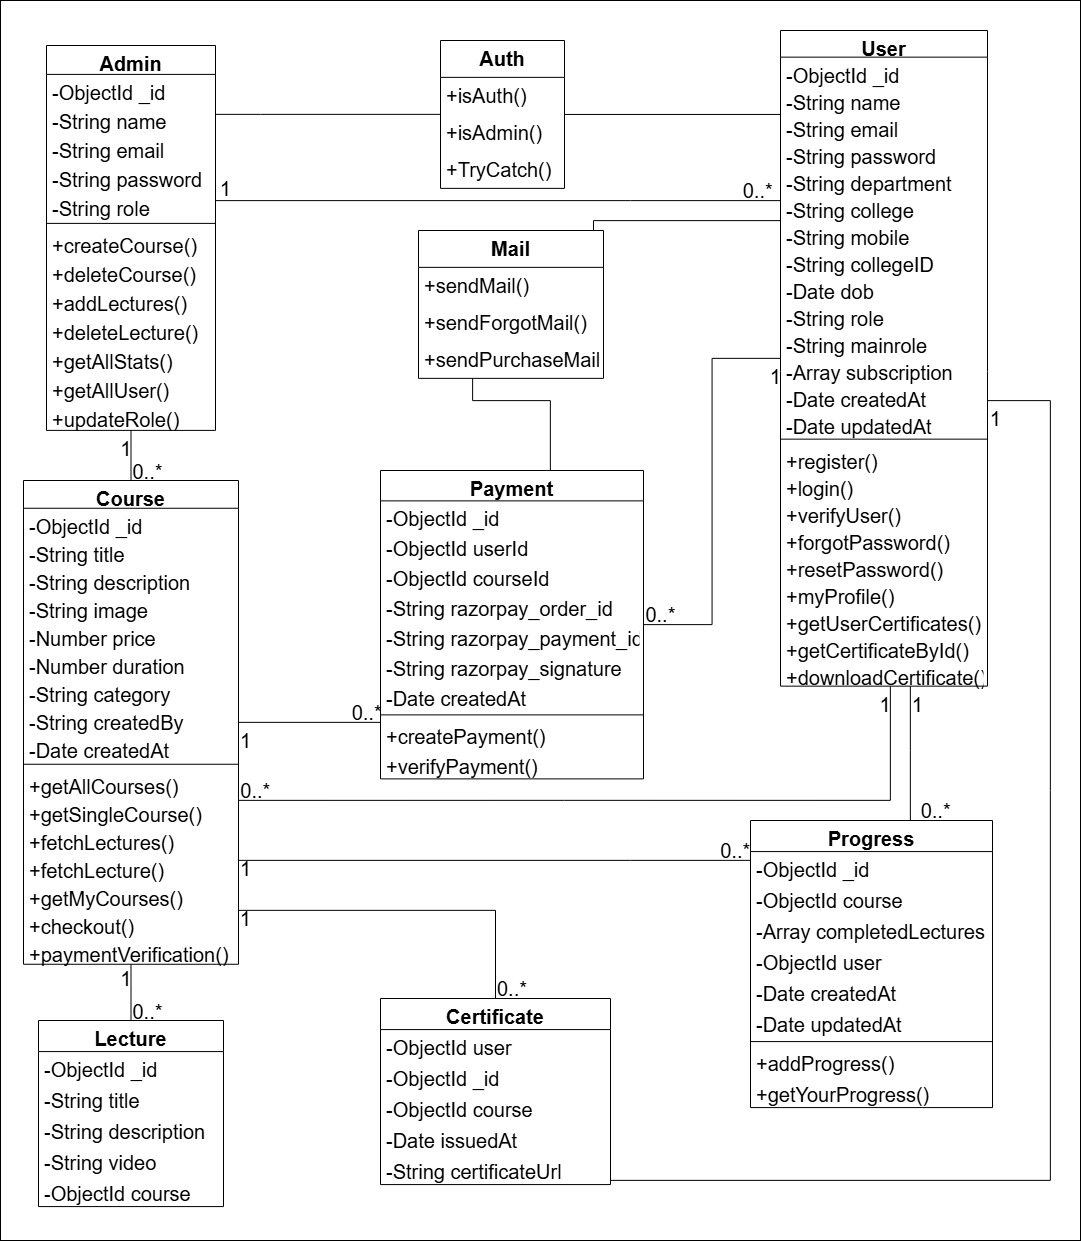 Admin
-ObjectId _id
-String name
-String email
-String password
-String role
+createCourse()
+deleteCourse()
+addLectures()
+deleteLecture()
+getAllStats()
+getAllUser()
+updateRole()
Auth
+isAuth()
+isAdmin()
+TryCatch()
User
-ObjectId _id
-String name
-String email
-String password
-String department
-String college
-String mobile
-String collegeID
-Date dob
-String role
-String mainrole
-Array subscription
-Date createdAt
-Date updatedAt
+register()
+login()
+verifyUser()
+forgotPassword()
+resetPassword()
+myProfile()
+getUserCertificates()
+getCertificateById()
+downloadCertificate()
1
0..*
Mail
+sendMail()
+sendForgotMail()
+sendPurchaseMail
1
1
1
0..*
Course
-ObjectId _id
-String title
-String description
-String image
-Number price
-Number duration
-String category
-String createdBy
-Date createdAt
+getAllCourses()
+getSingleCourse()
+fetchLectures()
+fetchLecture()
+getMyCourses()
+checkout()
+paymentVerification()
Payment
-ObjectId _id
-ObjectId userId
-ObjectId courseId
-String razorpay_order_id
-String razorpay_payment_id
-String razorpay_signature
-Date createdAt
+createPayment()
+verifyPayment()
0..*
0..*
1
1
1
0..*
0..*
0..*
1
1
Progress
-ObjectId _id
-ObjectId course
-Array completedLectures
-ObjectId user
-Date createdAt
-Date updatedAt
+addProgress()
+getYourProgress()
1
0..*
0..*
Lecture
-ObjectId _id
-String title
-String description
-String video
-ObjectId course
Certificate
-ObjectId user
-ObjectId _id
-ObjectId course
-Date issuedAt
-String certificateUrl